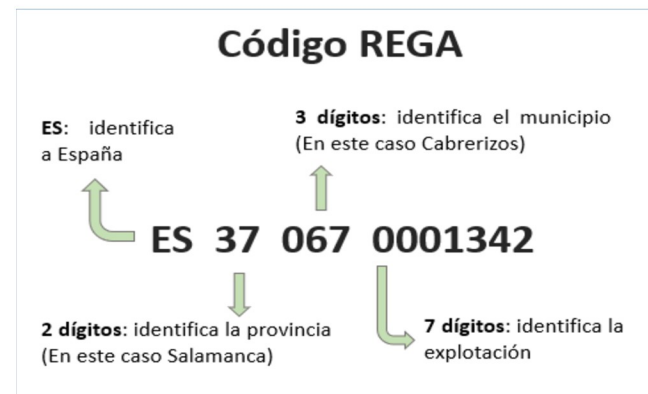 Código REGA
ES: identifica
a España
3 dígitos: identifica el municipio
(En este caso Cabrerizos)
ES 37 067 0001342
2 dígitos: identifica la provincia
(En este caso Salamanca)
7 dígitos: identifica la
explotación